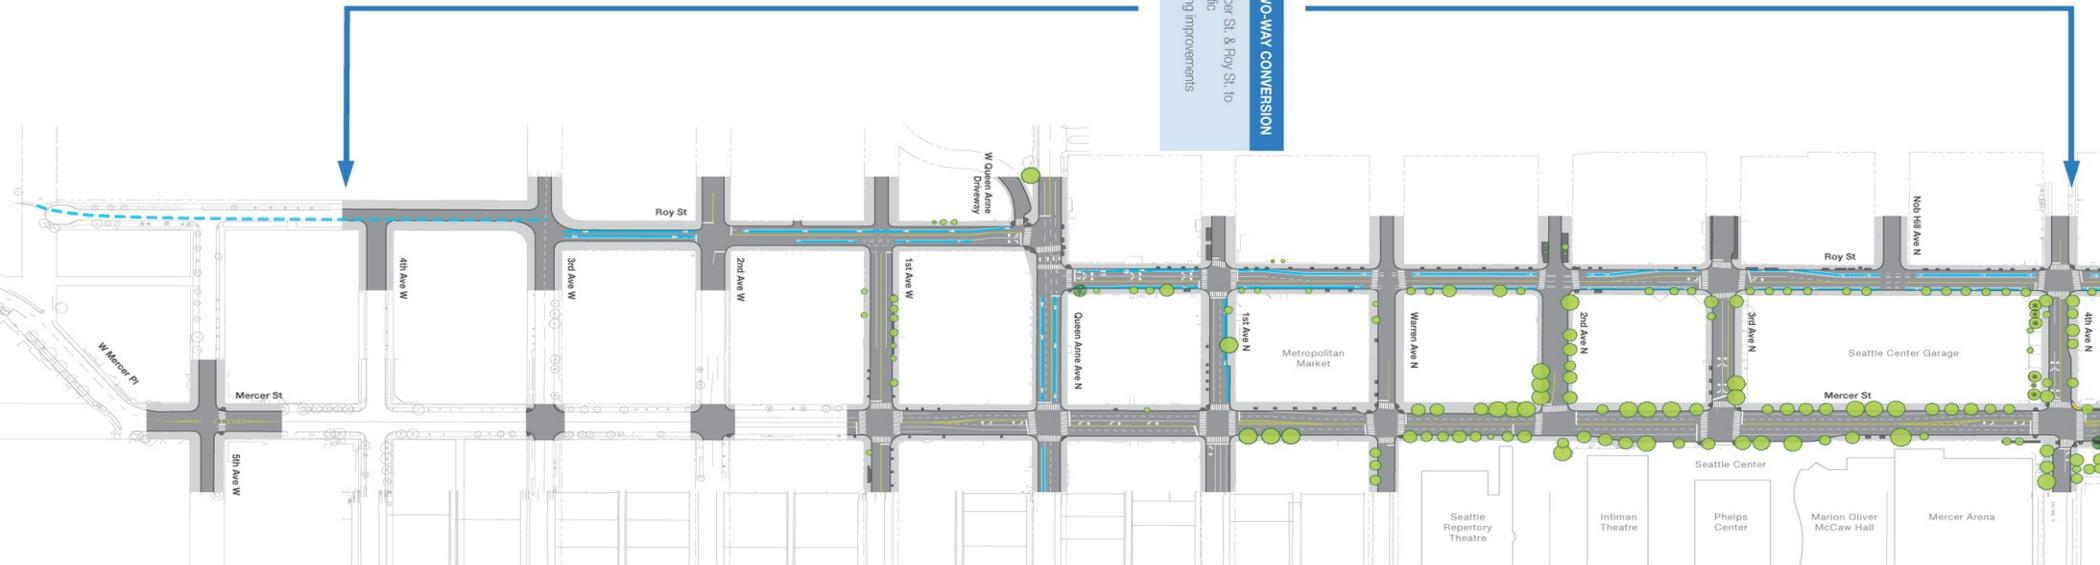 WO-WAY CONVERSION
cer St. & Roy St. to
fic
ng improvements
W Queen Anne
Driveway
Nob Hill Ave N
Roy St
Roy St
4th Ave W
3rd Ave W
2nd Ave W
1st Ave W
Queen Anne Ave N
1st Ave N
Warren Ave N
2nd Ave N
3rd Ave N
4th Ave N
Metropolitan
Market
Seattle Center Garage
W Mercer Pl
Mercer St
Mercer St
5th Ave W
Seattle Center
Seattle
Repertory
Theatre
Intiman
Theatre
Phelps
Center
Marion Oliver
McCaw Hall
Mercer Arena